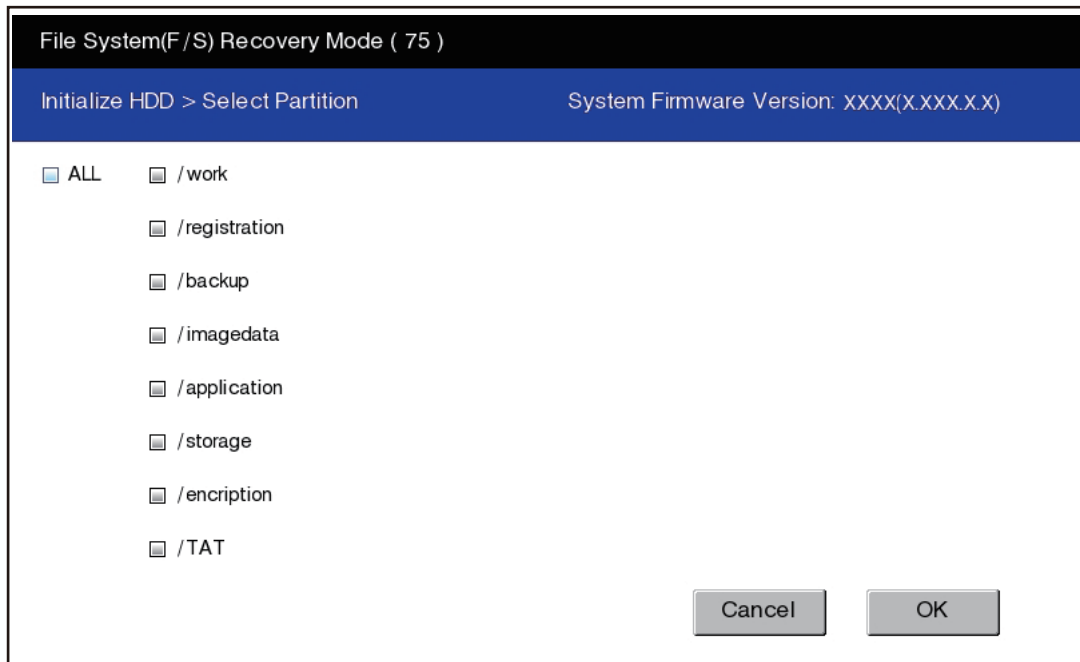 File System(F/S) Recovery Mode ( 75 )
Initialize HDD > Select Partition System Firmware Version: XXXX(X.XXX.X.X)
ALL /work
/registration
/backup
/imagedata
/application
/storage
/encription
/TAT
Cancel OK